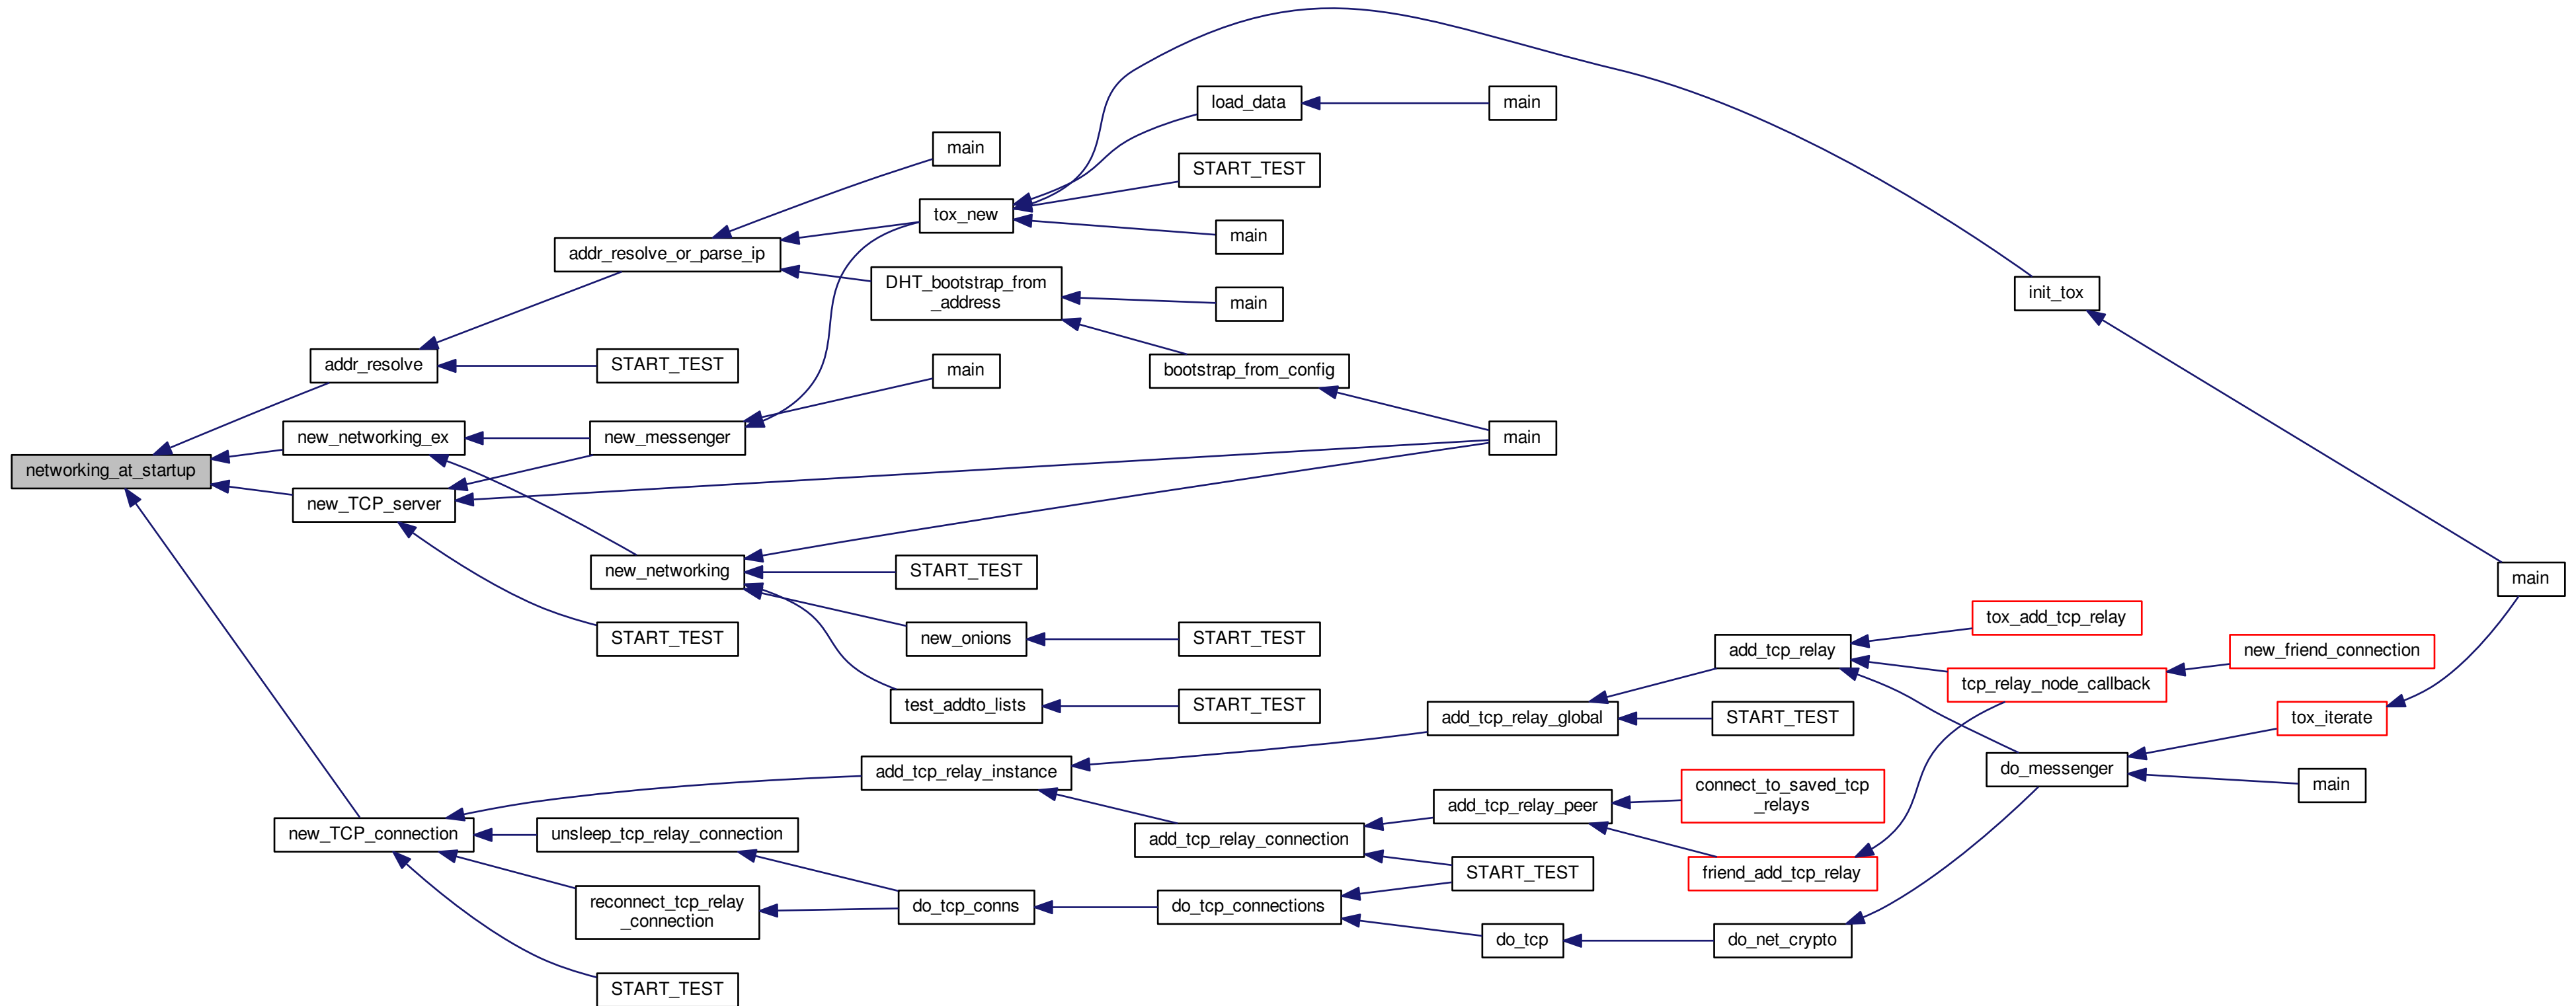 load_data
main
main
START_TEST
tox_new
main
addr_resolve_or_parse_ip
DHT_bootstrap_from
_address
main
init_tox
addr_resolve
START_TEST
main
bootstrap_from_config
new_networking_ex
new_messenger
main
networking_at_startup
new_TCP_server
new_networking
START_TEST
main
START_TEST
new_onions
START_TEST
tox_add_tcp_relay
add_tcp_relay
new_friend_connection
tcp_relay_node_callback
test_addto_lists
START_TEST
add_tcp_relay_global
START_TEST
tox_iterate
add_tcp_relay_instance
do_messenger
main
connect_to_saved_tcp
_relays
add_tcp_relay_peer
new_TCP_connection
unsleep_tcp_relay_connection
add_tcp_relay_connection
START_TEST
friend_add_tcp_relay
reconnect_tcp_relay
_connection
do_tcp_conns
do_tcp_connections
do_tcp
do_net_crypto
START_TEST